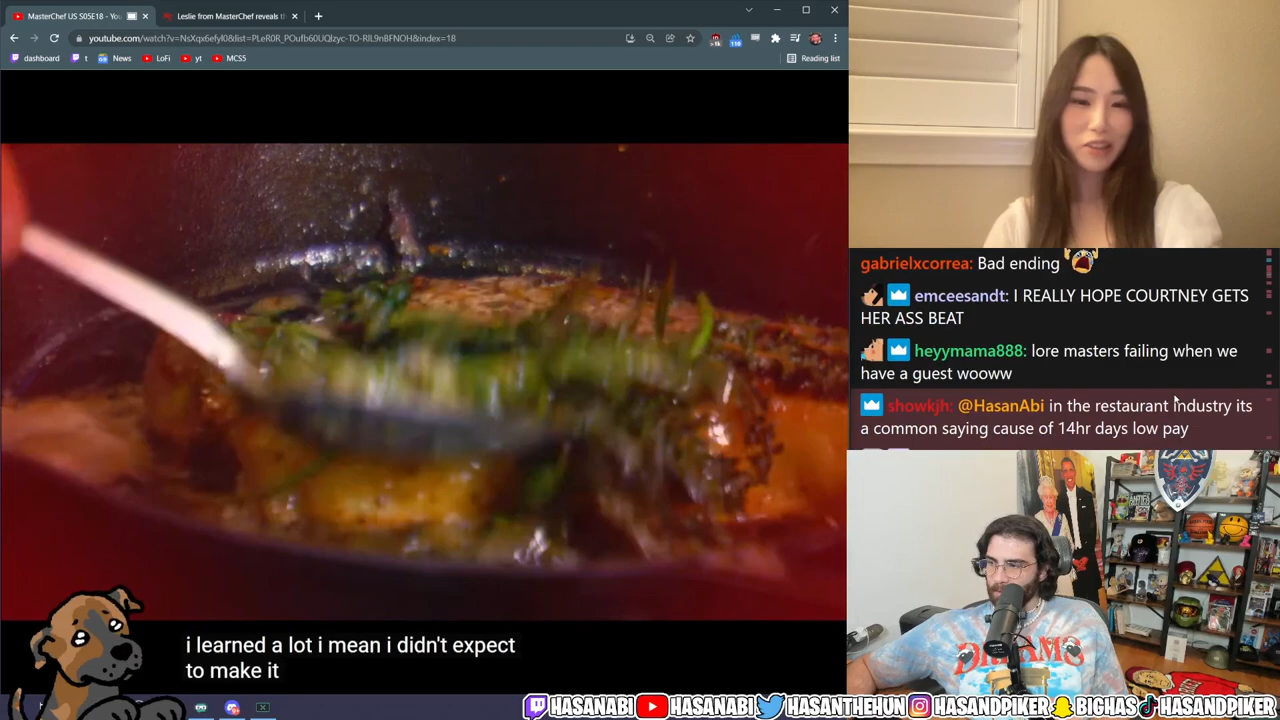 MasterChef US S05E18 - You
Leslie from MasterChef reveals th
youtube.com/watch?v=NsXqx6efyl0&list=PLeR0R_POufb60UQlzyc-TO-RlL9nBFNOH&index=18
dashboard
t
News
LoFi
yt
MCSS
Reading list
gabrielxcorrea: Bad ending
emceesandt: I REALLY HOPE COURTNEY GETS
HER ASS BEAT
heyymama888: lore masters failing when we
have a guest wooww
showkjh: @HasanAbi in the restaurant industry its
a common saying cause of 14hr days low pay
i learned a lot i mean i didn't expect
to make it
HASANABI HASANABI HASANTHEHUN HASANDPIKER BIGHAS HASANDPIKER